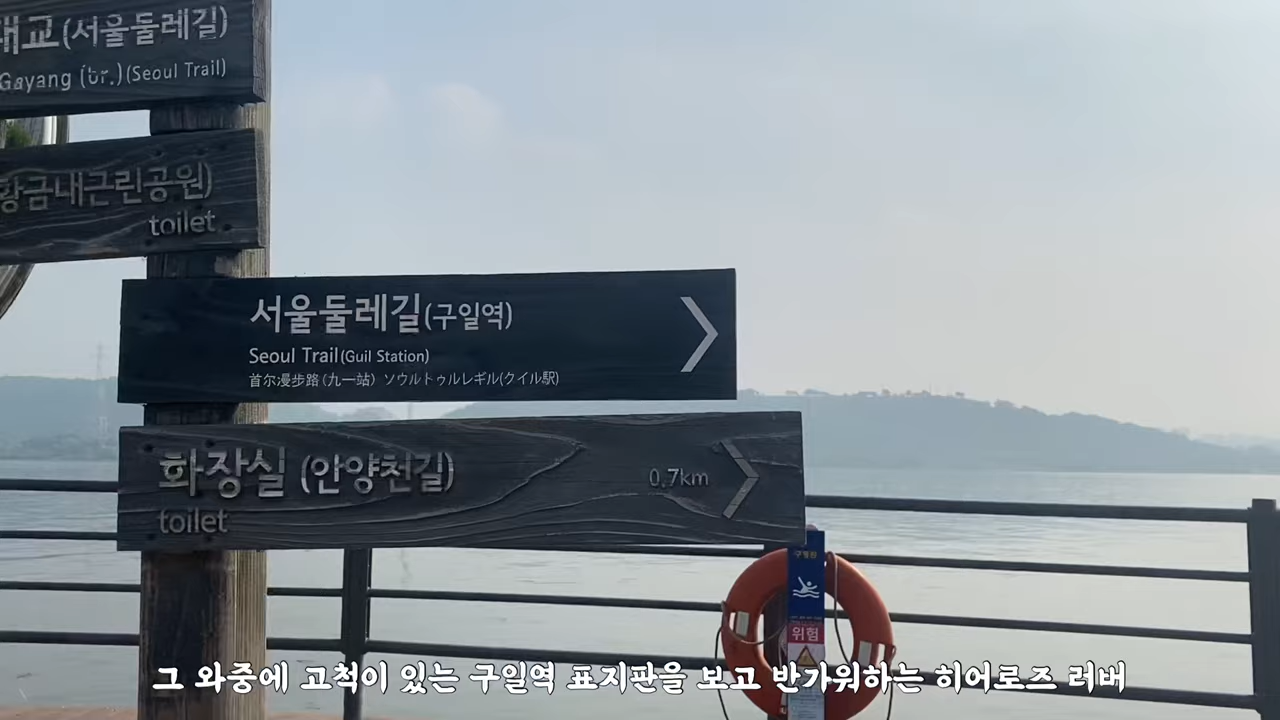 대교(서울둘레길)
Gayang (br.)(Seoul Trail)
황금내근린공원)
toilet
서울둘레길(구일역)
Seoul Trail(Guil Station)
首尔漫步路(九一站) ソウルトゥルレギル(クイル駅)
화장실 (안양천길)
0.7km
toilet
구명환
위험
그 와중에 고척이 있는 구일역 표지판을 보고 반가워하는 히어로즈 러버